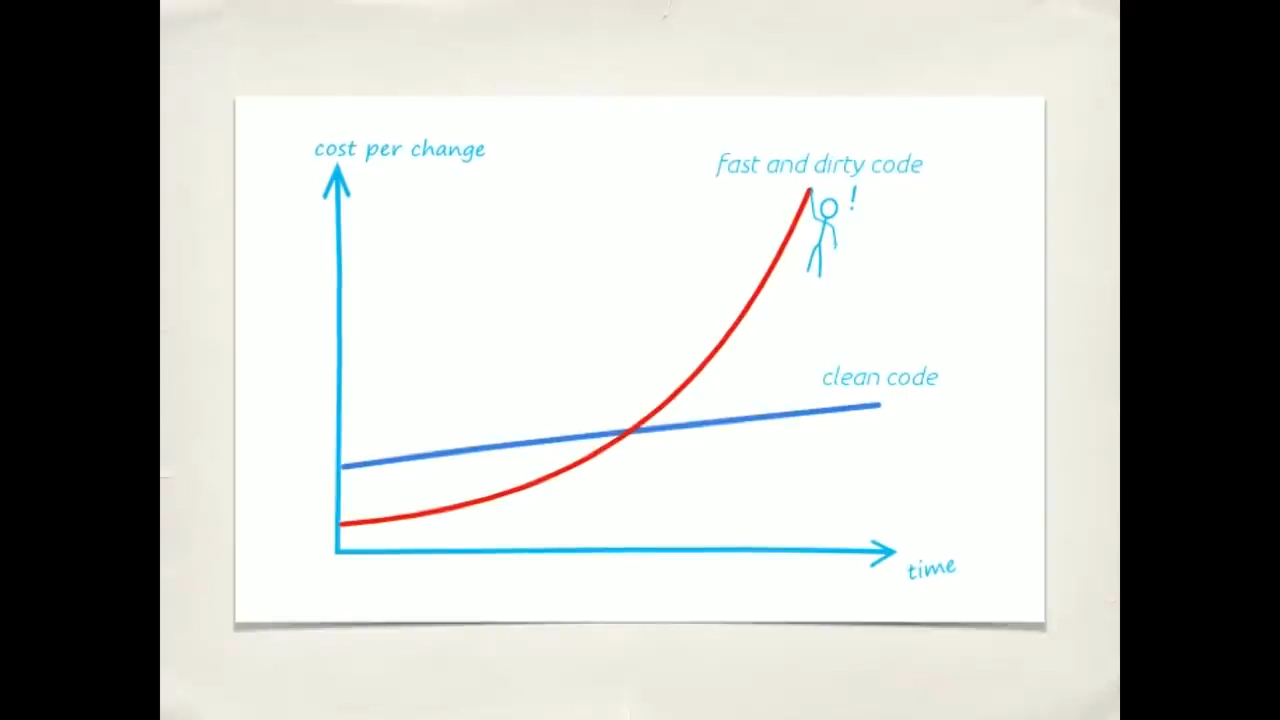 cost per change
fast and dirty code
!
clean code
time